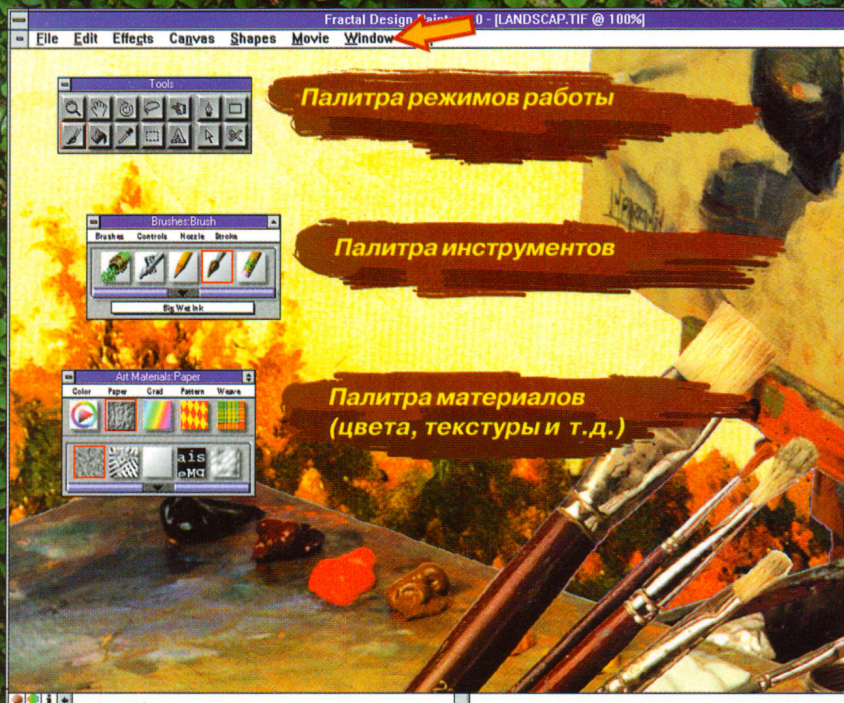 Fractal Design Painter .0 - [LANDSCAP.TIF @ 100%]
File Edit Effects Canvas Shapes Movie Window
Tools
Палитра режимов работы
Brushes:Brush
Brushes Controls Nozzle Stroke
Палитра инструментов
Big Wet Ink
Art Materials:Paper
Color Paper Grad Pattern Weave
Палитра материалов
(цвета, текстуры и т.д.)